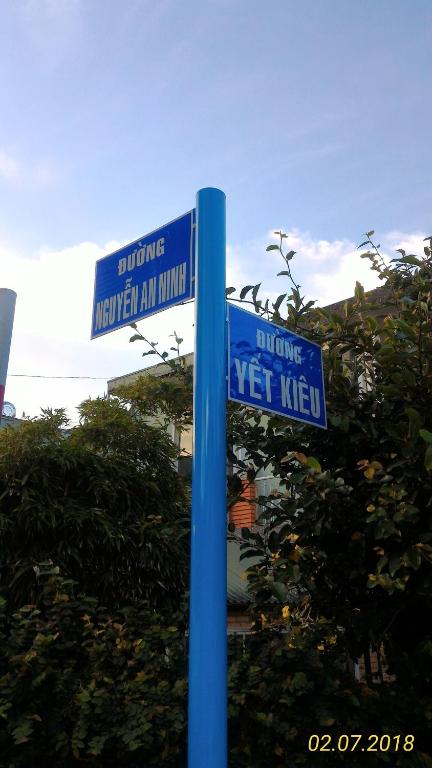 ĐƯỜNG
NGUYỄN AN NINH
ĐƯỜNG
YẾT KIÊU
02.07.2018